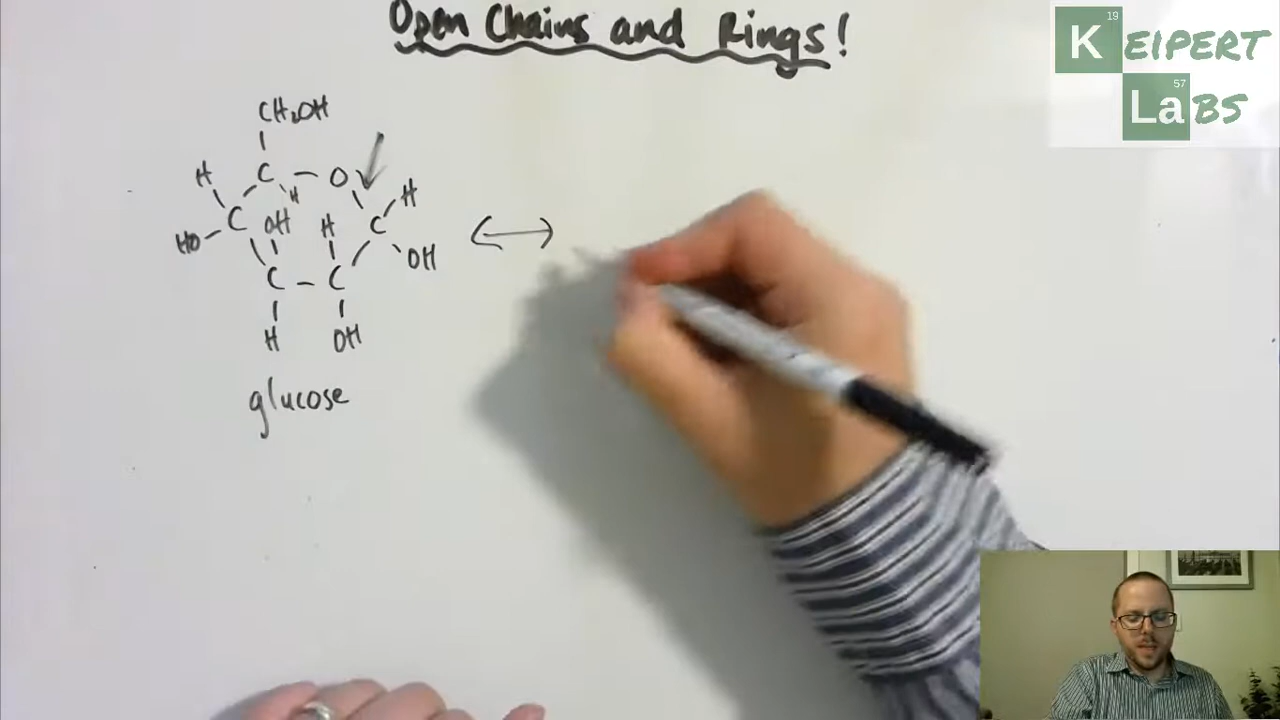 Open Chains and Rings!
19
KEIPERT
57
LaBS
CH2OH
H C O
H H
C OH H C
HO OH
C C
H OH
glucose